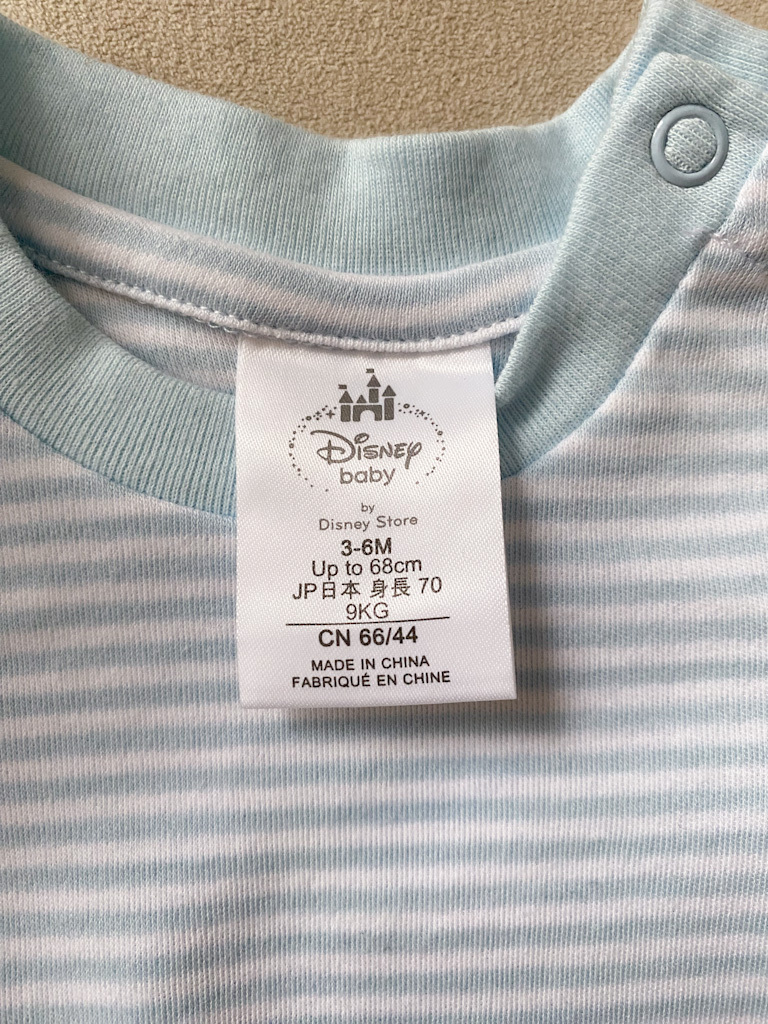 Disney
baby
by
Disney Store
3-6M
Up to 68cm
JP日本 身長 70
9KG
CN 66/44
MADE IN CHINA
FABRIQUÉ EN CHINE